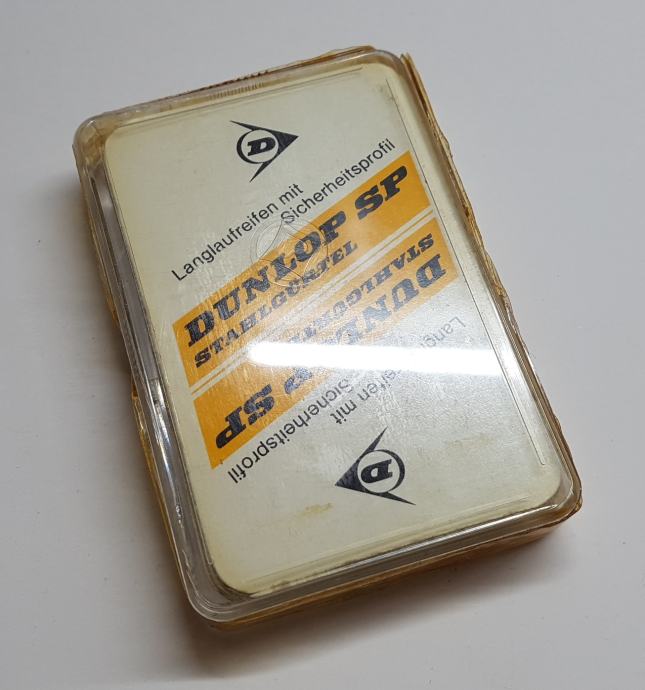 D
Langlaufreifen mit
Sicherheitsprofil
DUNLOP SP
STAHLGÜRTEL
DUNLOP SP
STAHLGÜRTEL
Langlaufreifen mit
Sicherheitsprofil
D